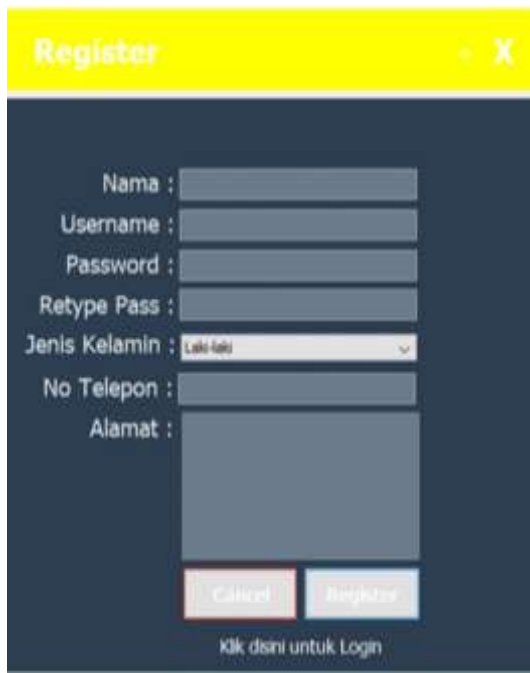 Register - X
Nama :
Username :
Password :
Retype Pass :
Jenis Kelamin : Laki-laki
No Telepon :
Alamat :
Cancel Register
Klik disini untuk Login